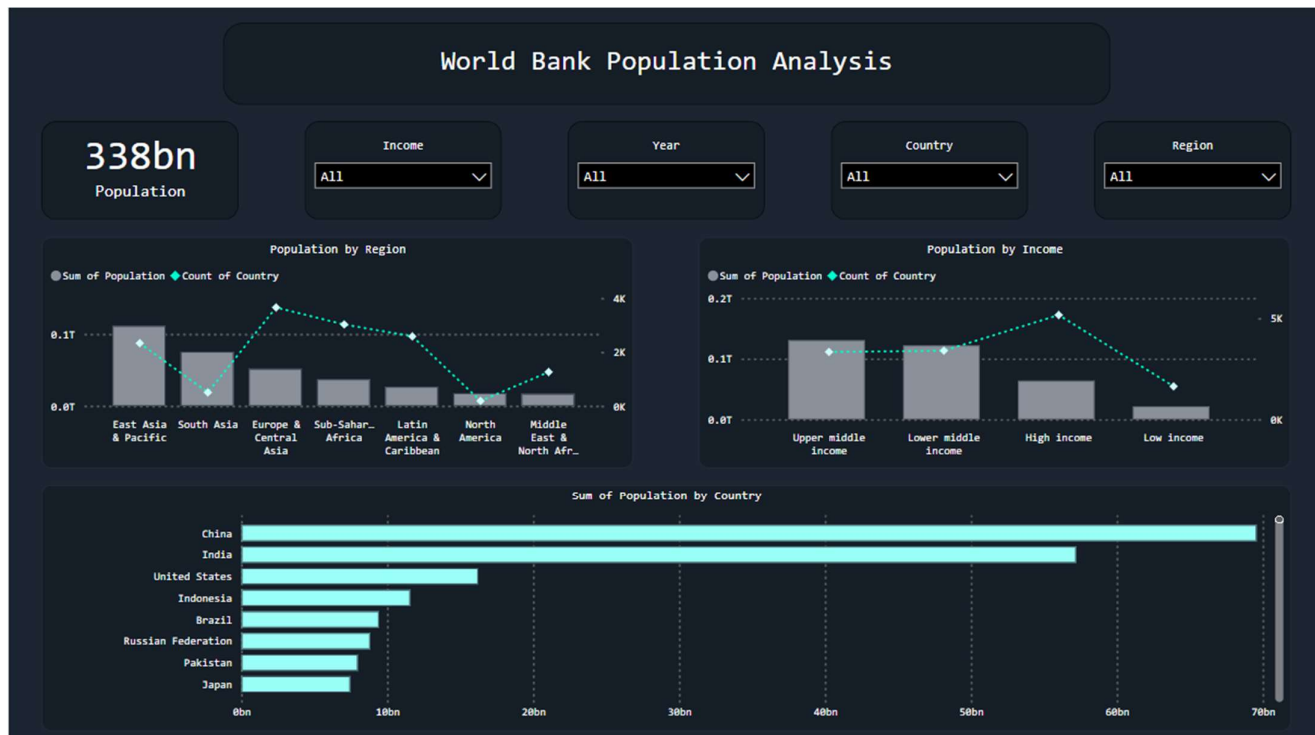 World Bank Population Analysis
338bn
Population
Income
All
Year
All
Country
All
Region
All
Population by Region
Sum of Population Count of Country
4K
0.1T
2K
0.0T
0K
East Asia
& Pacific
South Asia
Europe &
Central
Asia
Sub-Sahar…
Africa
Latin
America &
Caribbean
North
America
Middle
East &
North Afr…
Population by Income
Sum of Population Count of Country
0.2T
5K
0.1T
0.0T
0K
Upper middle
income
Lower middle
income
High income
Low income
Sum of Population by Country
China
India
United States
Indonesia
Brazil
Russian Federation
Pakistan
Japan
0bn 10bn 20bn 30bn 40bn 50bn 60bn 70bn